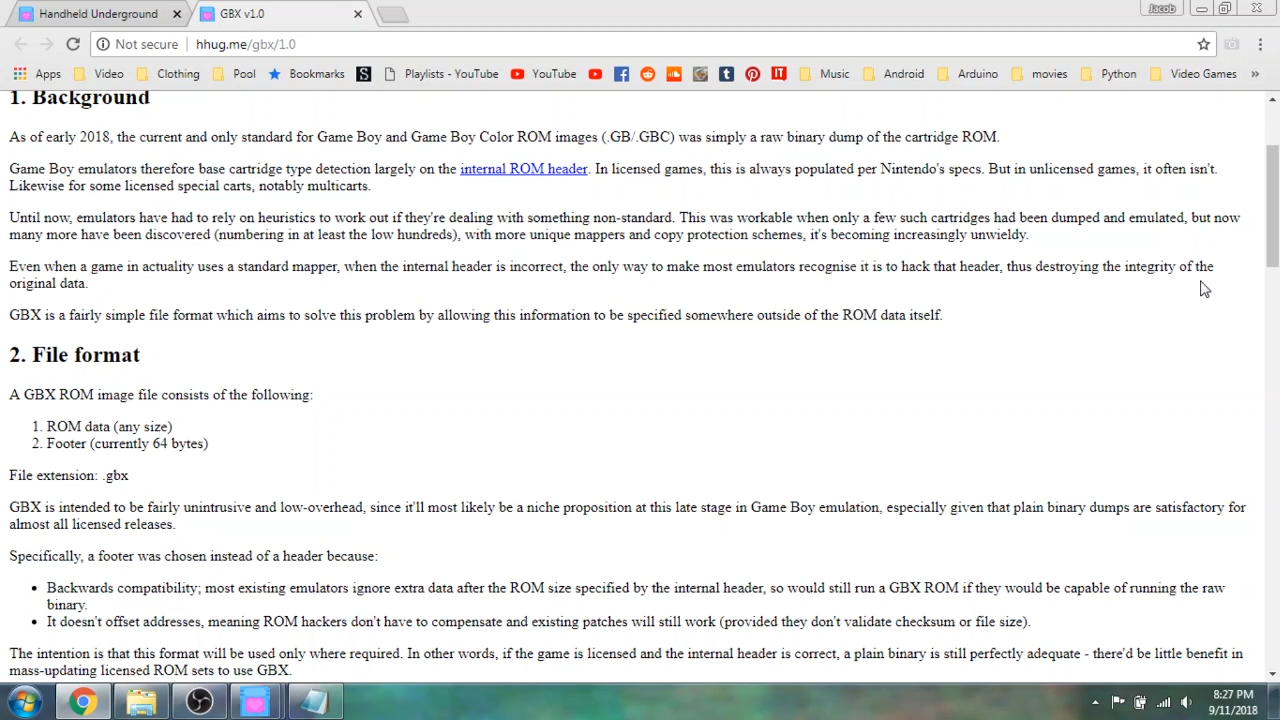 Handheld Underground
GBX v1.0
Jacob
Not secure
hhug.me/gbx/1.0
Apps Video Clothing Pool Bookmarks Playlists - YouTube YouTube Music Android Arduino movies Python Video Games »
1. Background
As of early 2018, the current and only standard for Game Boy and Game Boy Color ROM images (.GB/.GBC) was simply a raw binary dump of the cartridge ROM.
Game Boy emulators therefore base cartridge type detection largely on the internal ROM header. In licensed games, this is always populated per Nintendo's specs. But in unlicensed games, it often isn't.
Likewise for some licensed special carts, notably multicarts.
Until now, emulators have had to rely on heuristics to work out if they're dealing with something non-standard. This was workable when only a few such cartridges had been dumped and emulated, but now
many more have been discovered (numbering in at least the low hundreds), with more unique mappers and copy protection schemes, it's becoming increasingly unwieldy.
Even when a game in actuality uses a standard mapper, when the internal header is incorrect, the only way to make most emulators recognise it is to hack that header, thus destroying the integrity of the
original data.
GBX is a fairly simple file format which aims to solve this problem by allowing this information to be specified somewhere outside of the ROM data itself.
2. File format
A GBX ROM image file consists of the following:
1. ROM data (any size)
2. Footer (currently 64 bytes)
File extension: .gbx
GBX is intended to be fairly unintrusive and low-overhead, since it'll most likely be a niche proposition at this late stage in Game Boy emulation, especially given that plain binary dumps are satisfactory for
almost all licensed releases.
Specifically, a footer was chosen instead of a header because:
• Backwards compatibility; most existing emulators ignore extra data after the ROM size specified by the internal header, so would still run a GBX ROM if they would be capable of running the raw
binary.
• It doesn't offset addresses, meaning ROM hackers don't have to compensate and existing patches will still work (provided they don't validate checksum or file size).
The intention is that this format will be used only where required. In other words, if the game is licensed and the internal header is correct, a plain binary is still perfectly adequate - there'd be little benefit in
mass-updating licensed ROM sets to use GBX.
8:27 PM
9/11/2018